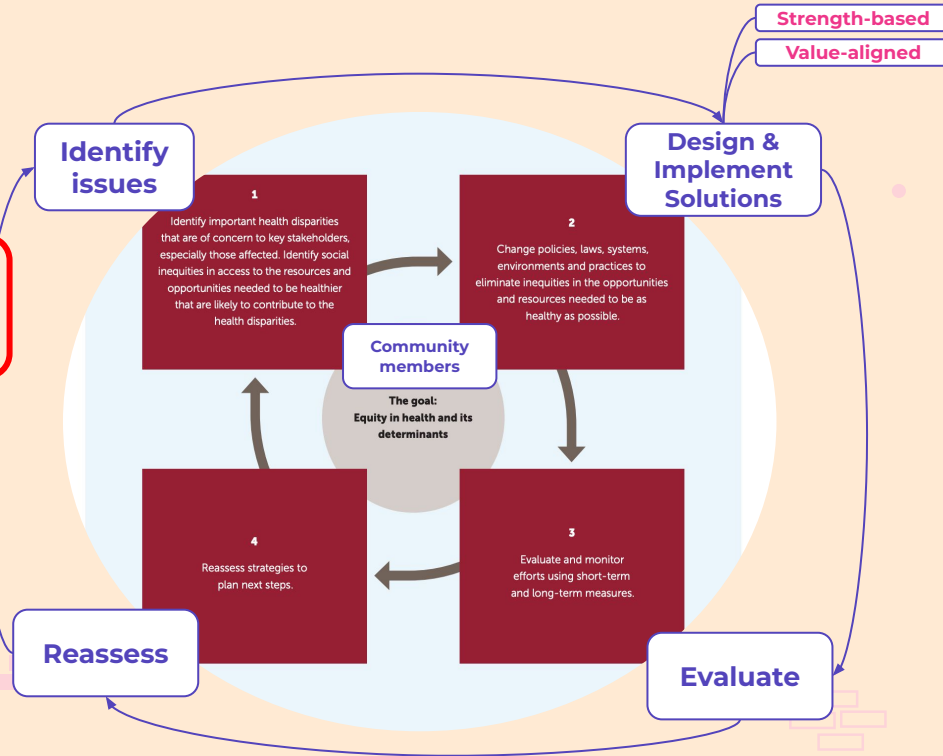 Strength-based
Value-aligned
Identify
issues
Design &
Implement
Solutions
1
Identify important health disparities
that are of concern to key stakeholders,
especially those affected. Identify social
inequities in access to the resources and
opportunities needed to be healthier
that are likely to contribute to the
health disparities.
2
Change policies, laws, systems,
environments and practices to
eliminate inequities in the opportunities
and resources needed to be as
healthy as possible.
Community
members
The goal:
Equity in health and its
determinants
4
Reassess strategies to
plan next steps.
3
Evaluate and monitor
efforts using short-term
and long-term measures.
Reassess
Evaluate